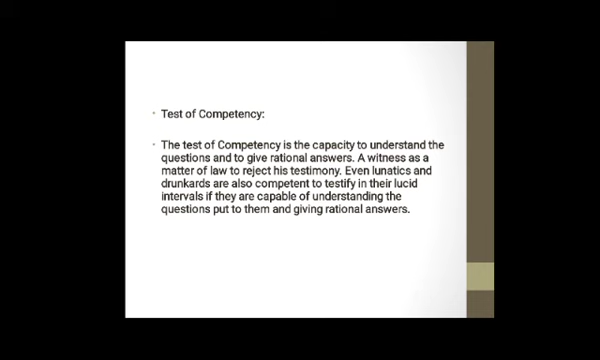 • Test of Competency:
• The test of Competency is the capacity to understand the
questions and to give rational answers. A witness as a
matter of law to reject his testimony. Even lunatics and
drunkards are also competent to testify in their lucid
intervals if they are capable of understanding the
questions put to them and giving rational answers.